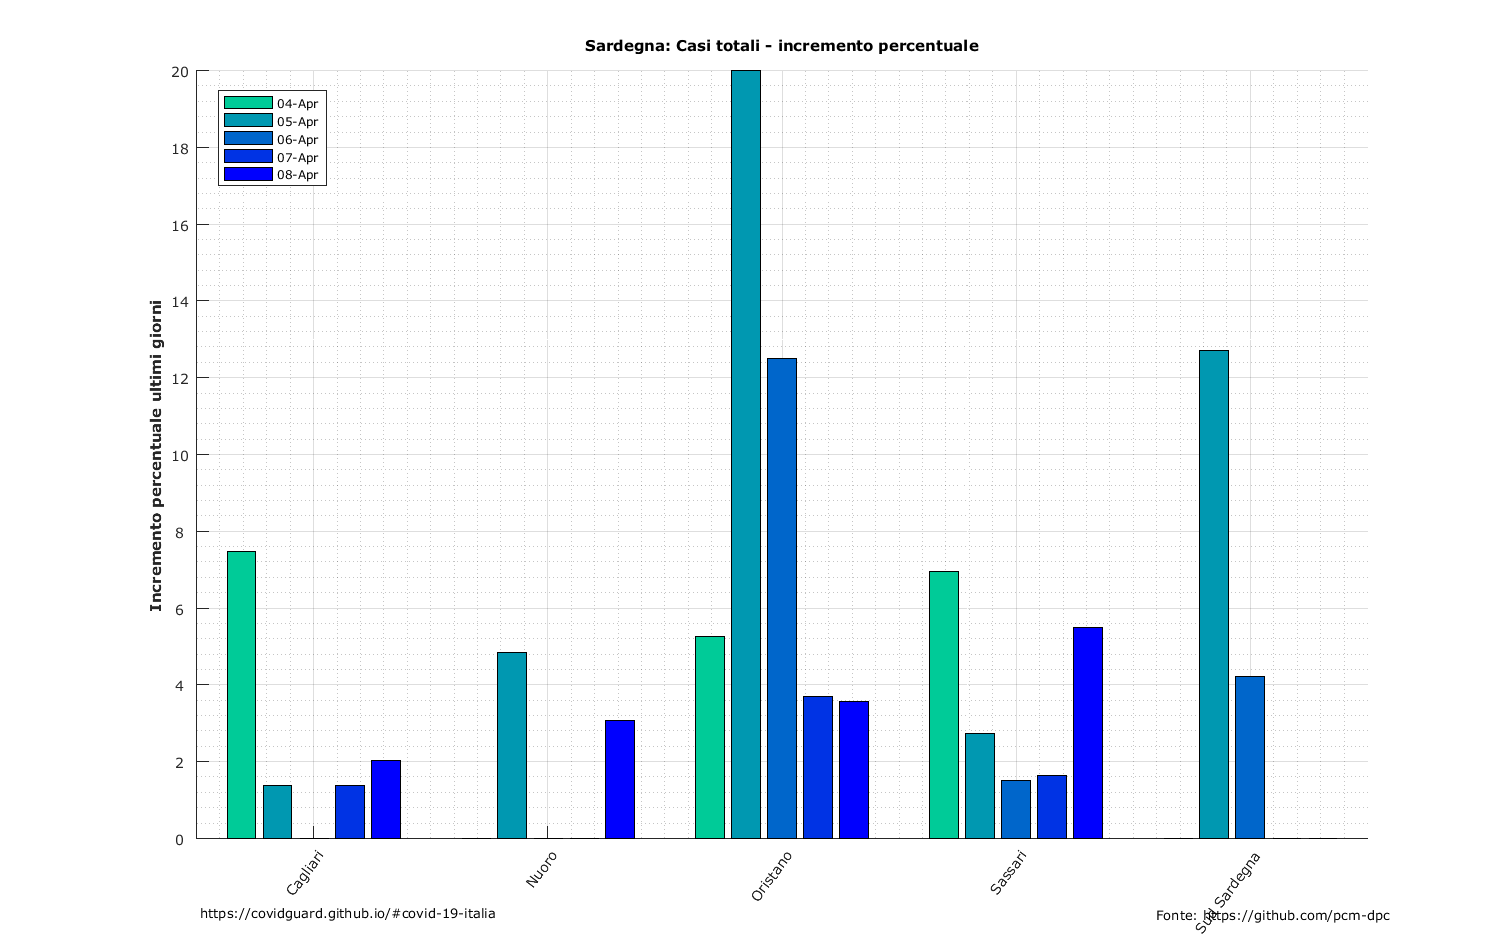 Sardegna: Casi totali - incremento percentuale
20
18
16
14
12
10
8
6
4
2
0
Incremento percentuale ultimi giorni
04-Apr
05-Apr
06-Apr
07-Apr
08-Apr
Cagliari
Nuoro
Oristano
Sassari
Sud Sardegna
https://covidguard.github.io/#covid-19-italia
Fonte: https://github.com/pcm-dpc